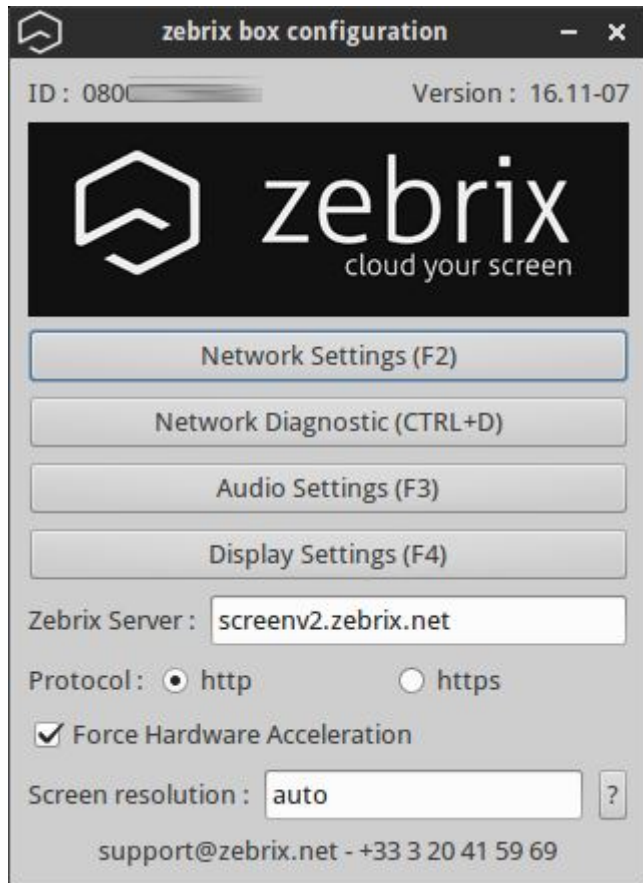 zebrix box configuration
ID : 080 Version : 16.11-07
zebrix
cloud your screen
Network Settings (F2)
Network Diagnostic (CTRL+D)
Audio Settings (F3)
Display Settings (F4)
Zebrix Server : screenv2.zebrix.net
Protocol : http https
Force Hardware Acceleration
Screen resolution : auto ?
support@zebrix.net - +33 3 20 41 59 69